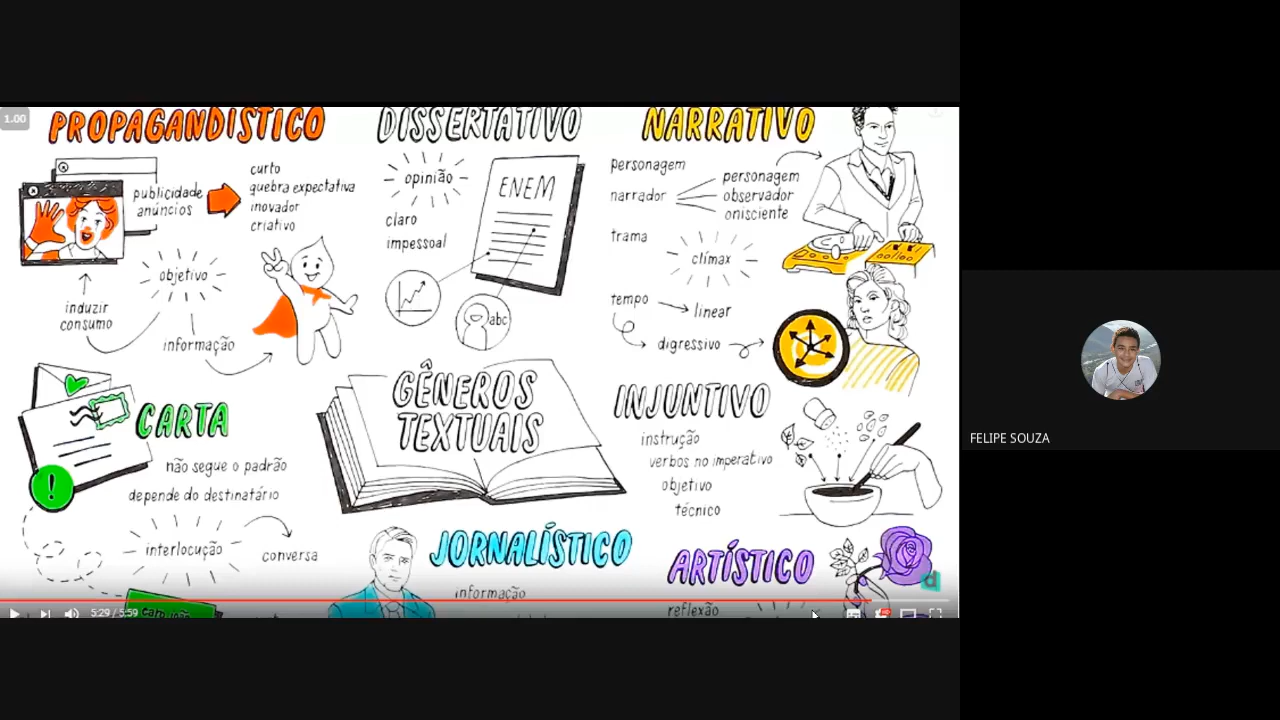 1.00
PROPAGANDÍSTICO
publicidade
anúncios
curto
quebra expectativa
inovador
criativo
objetivo
induzir
consumo
informação
DISSERTATIVO
opinião
claro
impessoal
ENEM
abc
NARRATIVO
personagem
narrador
personagem
observador
onisciente
trama
clímax
tempo
linear
digressivo
CARTA
!
não segue o padrão
depende do destinatário
interlocução
conversa
GÊNEROS
TEXTUAIS
INJUNTIVO
instrução
verbos no imperativo
objetivo
técnico
JORNALÍSTICO
informação
ARTÍSTICO
reflexão
d
5:29 / 5:59
FELIPE SOUZA